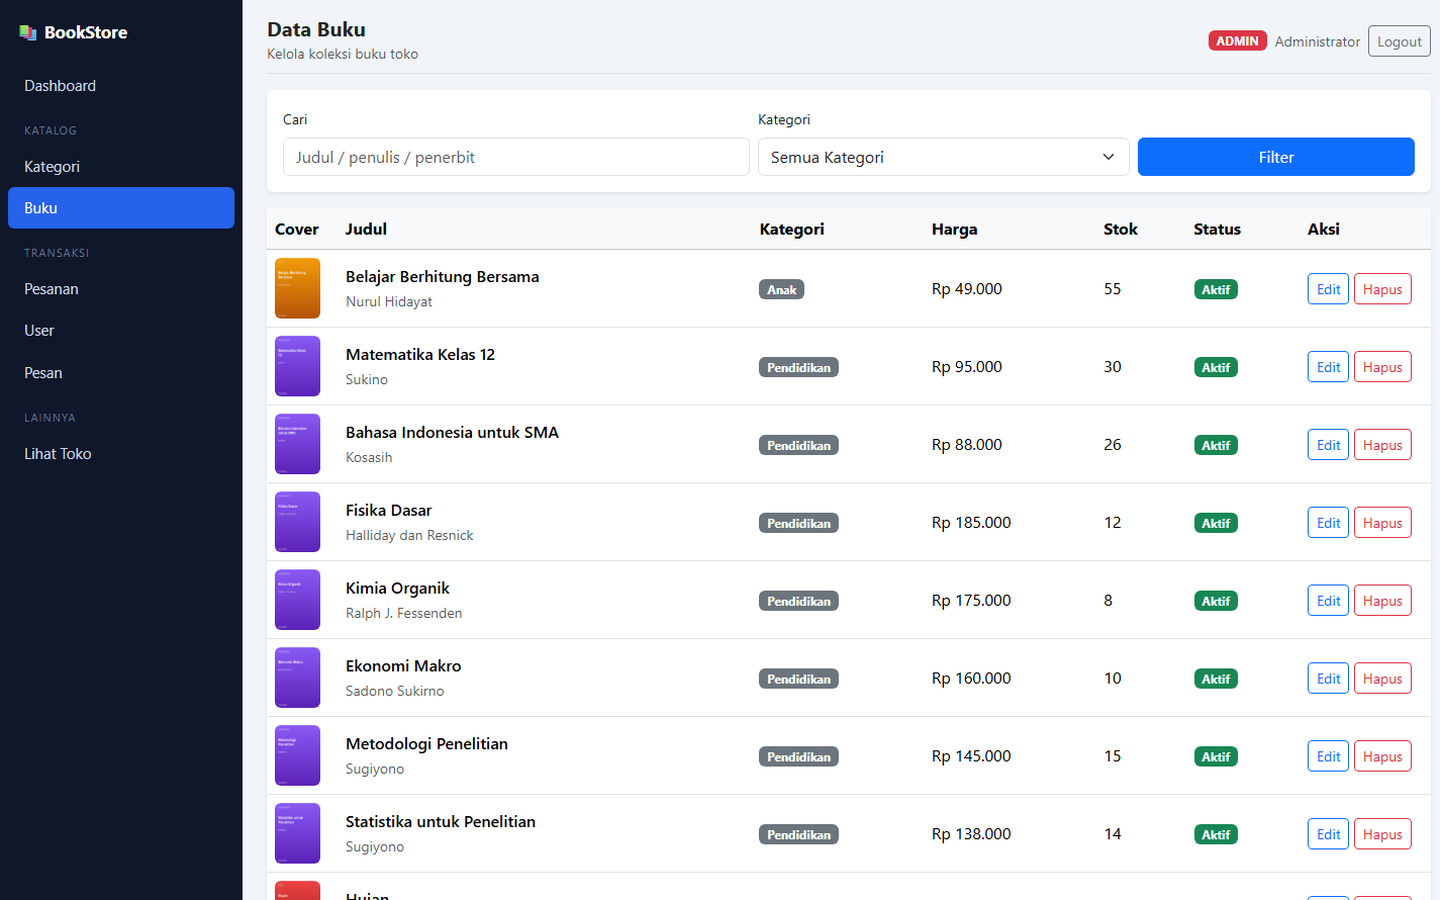 BookStore
Dashboard
KATALOG
Kategori
Buku
TRANSAKSI
Pesanan
User
Pesan
LAINNYA
Lihat Toko
Data Buku
Kelola koleksi buku toko
ADMIN Administrator Logout
Cari Kategori
Judul / penulis / penerbit Semua Kategori Filter
Cover Judul Kategori Harga Stok Status Aksi
Belajar Berhitung Bersama
Nurul Hidayat
Anak Rp 49.000 55 Aktif Edit Hapus
Matematika Kelas 12
Sukino
Pendidikan Rp 95.000 30 Aktif Edit Hapus
Bahasa Indonesia untuk SMA
Kosasih
Pendidikan Rp 88.000 26 Aktif Edit Hapus
Fisika Dasar
Halliday dan Resnick
Pendidikan Rp 185.000 12 Aktif Edit Hapus
Kimia Organik
Ralph J. Fessenden
Pendidikan Rp 175.000 8 Aktif Edit Hapus
Ekonomi Makro
Sadono Sukirno
Pendidikan Rp 160.000 10 Aktif Edit Hapus
Metodologi Penelitian
Sugiyono
Pendidikan Rp 145.000 15 Aktif Edit Hapus
Statistika untuk Penelitian
Sugiyono
Pendidikan Rp 138.000 14 Aktif Edit Hapus
Hujan